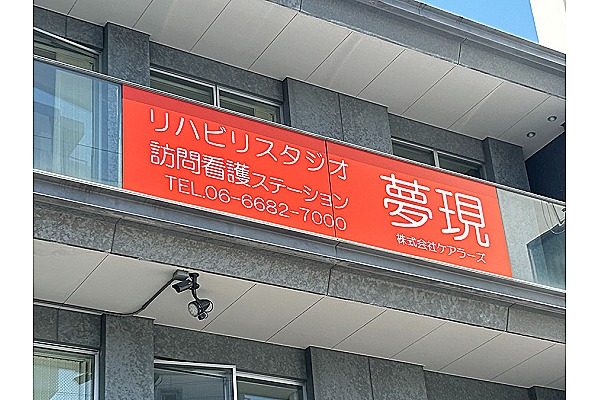 リハビリスタジオ
訪問看護ステーション
TEL.06-6682-7000
夢現
株式会社ケアラーズ